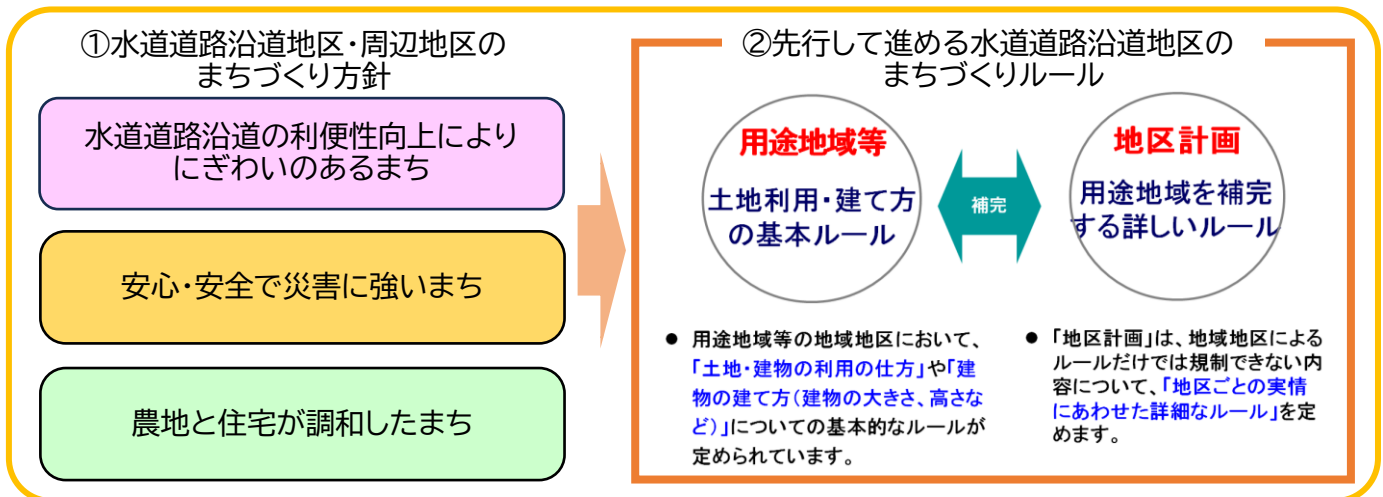 ①水道道路沿道地区・周辺地区の
まちづくり方針
水道道路沿道の利便性向上により
にぎわいのあるまち
安心・安全で災害に強いまち
農地と住宅が調和したまち
②先行して進める水道道路沿道地区の
まちづくりルール
用途地域等
土地利用・建て方
の基本ルール
補完
地区計画
用途地域を補完
する詳しいルール
● 用途地域等の地域地区において、
「土地・建物の利用の仕方」や「建
物の建て方(建物の大きさ、高さな
ど)」についての基本的なルールが
定められています。
● 「地区計画」は、地域地区による
ルールだけでは規制できない内
容について、「地区ごとの実情
にあわせた詳細なルール」を定
めます。